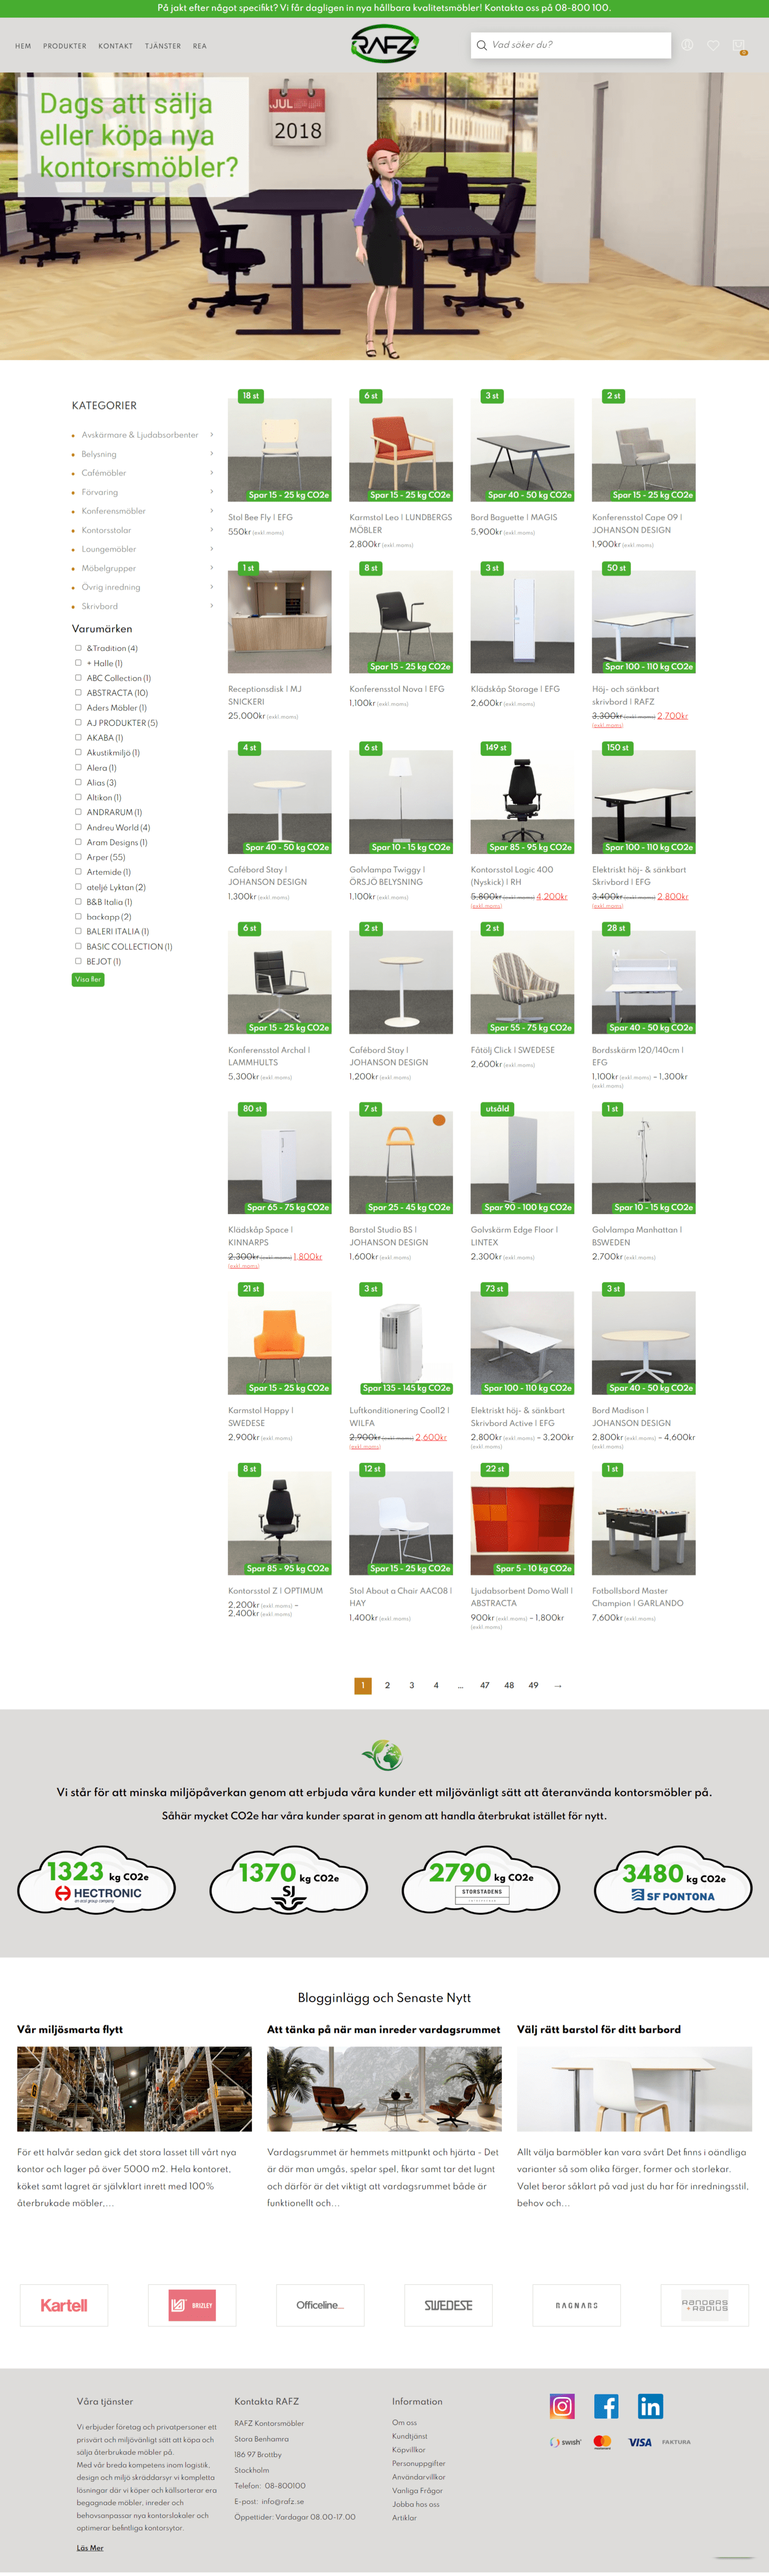 På jakt efter något specifikt? Vi får dagligen in nya hållbara kvalitetsmöbler! Kontakta oss på 08-800 100.
HEM PRODUKTER KONTAKT TJÄNSTER REA
RAFZ
Vad söker du?
0
Dags att sälja
eller köpa nya
kontorsmöbler?
JUL
2018
KATEGORIER
Avskärmare & Ljudabsorbenter
Belysning
Cafémöbler
Förvaring
Konferensmöbler
Kontorsstolar
Loungemöbler
Möbelgrupper
Övrig inredning
Skrivbord
Varumärken
&Tradition (4)
+ Halle (1)
ABC Collection (1)
ABSTRACTA (10)
Aders Möbler (1)
AJ PRODUKTER (5)
AKABA (1)
Akustikmiljö (1)
Alera (1)
Alias (3)
Altikon (1)
ANDRARUM (1)
Andreu World (4)
Aram Designs (1)
Arper (55)
Artemide (1)
ateljé Lyktan (2)
B&B Italia (1)
backapp (2)
BALERI ITALIA (1)
BASIC COLLECTION (1)
BEJOT (1)
Visa fler
18 st
Spar 15 - 25 kg CO2e
Stol Bee Fly | EFG
550kr (exkl.moms)
6 st
Spar 15 - 25 kg CO2e
Karmstol Leo | LUNDBERGS
MÖBLER
2,800kr (exkl.moms)
3 st
Spar 40 - 50 kg CO2e
Bord Baguette | MAGIS
5,900kr (exkl.moms)
2 st
Spar 15 - 25 kg CO2e
Konferensstol Cape 09 |
JOHANSON DESIGN
1,900kr (exkl.moms)
1 st
Receptionsdisk | MJ
SNICKERI
25,000kr (exkl.moms)
8 st
Spar 15 - 25 kg CO2e
Konferensstol Nova | EFG
1,100kr (exkl.moms)
3 st
Klädskåp Storage | EFG
2,600kr (exkl.moms)
50 st
Spar 100 - 110 kg CO2e
Höj- och sänkbart
skrivbord | RAFZ
3,300kr (exkl.moms) 2,700kr
(exkl.moms)
4 st
Spar 40 - 50 kg CO2e
Cafébord Stay |
JOHANSON DESIGN
1,300kr (exkl.moms)
6 st
Spar 10 - 15 kg CO2e
Golvlampa Twiggy |
ÖRSJÖ BELYSNING
1,100kr (exkl.moms)
149 st
Spar 85 - 95 kg CO2e
Kontorsstol Logic 400
(Nyskick) | RH
5,800kr (exkl.moms) 4,200kr
(exkl.moms)
150 st
Spar 100 - 110 kg CO2e
Elektriskt höj- & sänkbart
Skrivbord | EFG
3,400kr (exkl.moms) 2,800kr
(exkl.moms)
6 st
Spar 15 - 25 kg CO2e
Konferensstol Archal |
LAMMHULTS
5,300kr (exkl.moms)
2 st
Cafébord Stay |
JOHANSON DESIGN
1,200kr (exkl.moms)
2 st
Spar 55 - 75 kg CO2e
Fåtölj Click | SWEDESE
2,600kr (exkl.moms)
28 st
Spar 40 - 50 kg CO2e
Bordsskärm 120/140cm |
EFG
1,100kr (exkl.moms) – 1,300kr
(exkl.moms)
80 st
Spar 65 - 75 kg CO2e
Klädskåp Space |
KINNARPS
2,300kr (exkl.moms) 1,800kr
(exkl.moms)
7 st
Spar 25 - 45 kg CO2e
Barstol Studio BS |
JOHANSON DESIGN
1,600kr (exkl.moms)
utsåld
Spar 90 - 100 kg CO2e
Golvskärm Edge Floor |
LINTEX
2,300kr (exkl.moms)
1 st
Spar 10 - 15 kg CO2e
Golvlampa Manhattan |
BSWEDEN
2,700kr (exkl.moms)
21 st
Spar 15 - 25 kg CO2e
Karmstol Happy |
SWEDESE
2,900kr (exkl.moms)
3 st
Spar 135 - 145 kg CO2e
Luftkonditionering Cool12 |
WILFA
2,900kr (exkl.moms) 2,600kr
(exkl.moms)
73 st
Spar 100 - 110 kg CO2e
Elektriskt höj- & sänkbart
Skrivbord Active | EFG
2,800kr (exkl.moms) – 3,200kr
(exkl.moms)
3 st
Spar 40 - 50 kg CO2e
Bord Madison |
JOHANSON DESIGN
2,800kr (exkl.moms) – 4,600kr
(exkl.moms)
8 st
Spar 85 - 95 kg CO2e
Kontorsstol Z | OPTIMUM
2,200kr (exkl.moms) –
2,400kr (exkl.moms)
12 st
Spar 15 - 25 kg CO2e
Stol About a Chair AAC08 |
HAY
1,400kr (exkl.moms)
22 st
Spar 5 - 10 kg CO2e
Ljudabsorbent Domo Wall |
ABSTRACTA
900kr (exkl.moms) – 1,800kr
(exkl.moms)
1 st
Fotbollsbord Master
Champion | GARLANDO
7,600kr (exkl.moms)
1 2 3 4 … 47 48 49 →
Vi står för att minska miljöpåverkan genom att erbjuda våra kunder ett miljövänligt sätt att återanvända kontorsmöbler på.
Såhär mycket CO2e har våra kunder sparat in genom att handla återbrukat istället för nytt.
1323 kg CO2e
HECTRONIC
1370 kg CO2e
SJ
2790 kg CO2e
STORSTADENS
3480 kg CO2e
SF PONTONA
Blogginlägg och Senaste Nytt
Vår miljösmarta flytt
För ett halvår sedan gick det stora lasset till vårt nya
kontor och lager på över 5000 m2. Hela kontoret,
köket samt lagret är självklart inrett med 100%
återbrukade möbler,...
Att tänka på när man inreder vardagsrummet
Vardagsrummet är hemmets mittpunkt och hjärta - Det
är där man umgås, spelar spel, fikar samt tar det lugnt
och därför är det viktigt att vardagsrummet både är
funktionellt och...
Välj rätt barstol för ditt barbord
Allt välja barmöbler kan vara svårt Det finns i oändliga
varianter så som olika färger, former och storlekar.
Valet beror såklart på vad just du har för inredningsstil,
behov och...
Kartell
BRIZLEY
Officeline
SWEDESE
RAGNARS
RANDERS
+RADIUS
Våra tjänster
Vi erbjuder företag och privatpersoner ett
prisvärt och miljövänligt sätt att köpa och
sälja återbrukade möbler på.
Med vår breda kompetens inom logistik,
design och miljö skräddarsyr vi kompletta
lösningar där vi köper och källsorterar era
begagnade möbler, inreder och
behovsanpassar nya kontorslokaler och
optimerar befintliga kontorsytor.
Läs Mer
Kontakta RAFZ
RAFZ Kontorsmöbler
Stora Benhamra
186 97 Brottby
Stockholm
Telefon: 08-800100
E-post: info@rafz.se
Öppettider: Vardagar 08.00-17.00
Information
Om oss
Kundtjänst
Köpvillkor
Personuppgifter
Användarvillkor
Vanliga Frågor
Jobba hos oss
Artiklar
swish
mastercard
VISA
FAKTURA